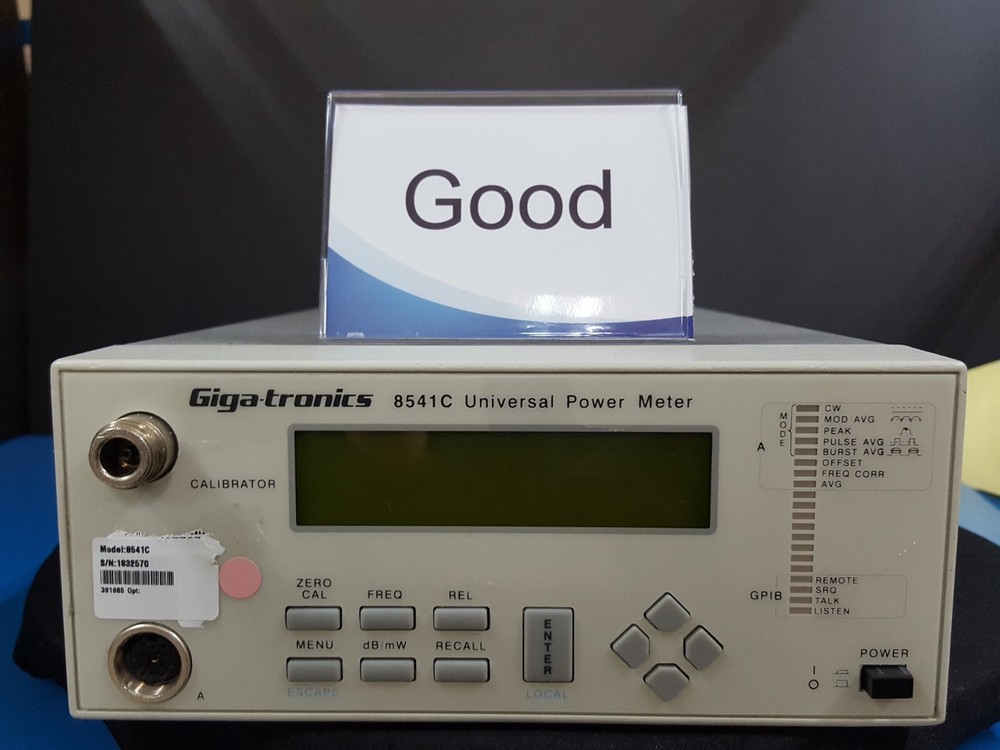 Good
Giga-tronics 8541C Universal Power Meter
CALIBRATOR
Model:8541C
S/N:1832570
301665 Opt:
A
ZERO
CAL
FREQ
REL
MENU
dB/mW
RECALL
ESCAPE
ENTER
LOCAL
A
MODE
CW
MOD AVG
PEAK
PULSE AVG
BURST AVG
OFFSET
FREQ CORR
AVG
GPIB
REMOTE
SRQ
TALK
LISTEN
POWER